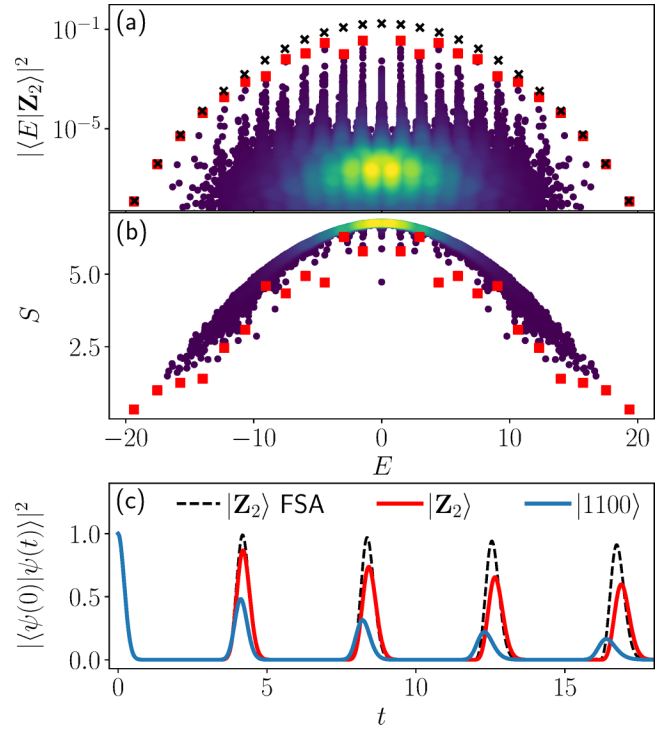 (a)
|⟨E|Z₂⟩|²
10⁻¹
10⁻⁵
(b)
S
5.0
2.5
−20 −10 0 10 20
E
(c)
|Z₂⟩ FSA |Z₂⟩ |1100⟩
|⟨ψ(0)|ψ(t)⟩|²
1.0
0.5
0.0
0 5 10 15
t